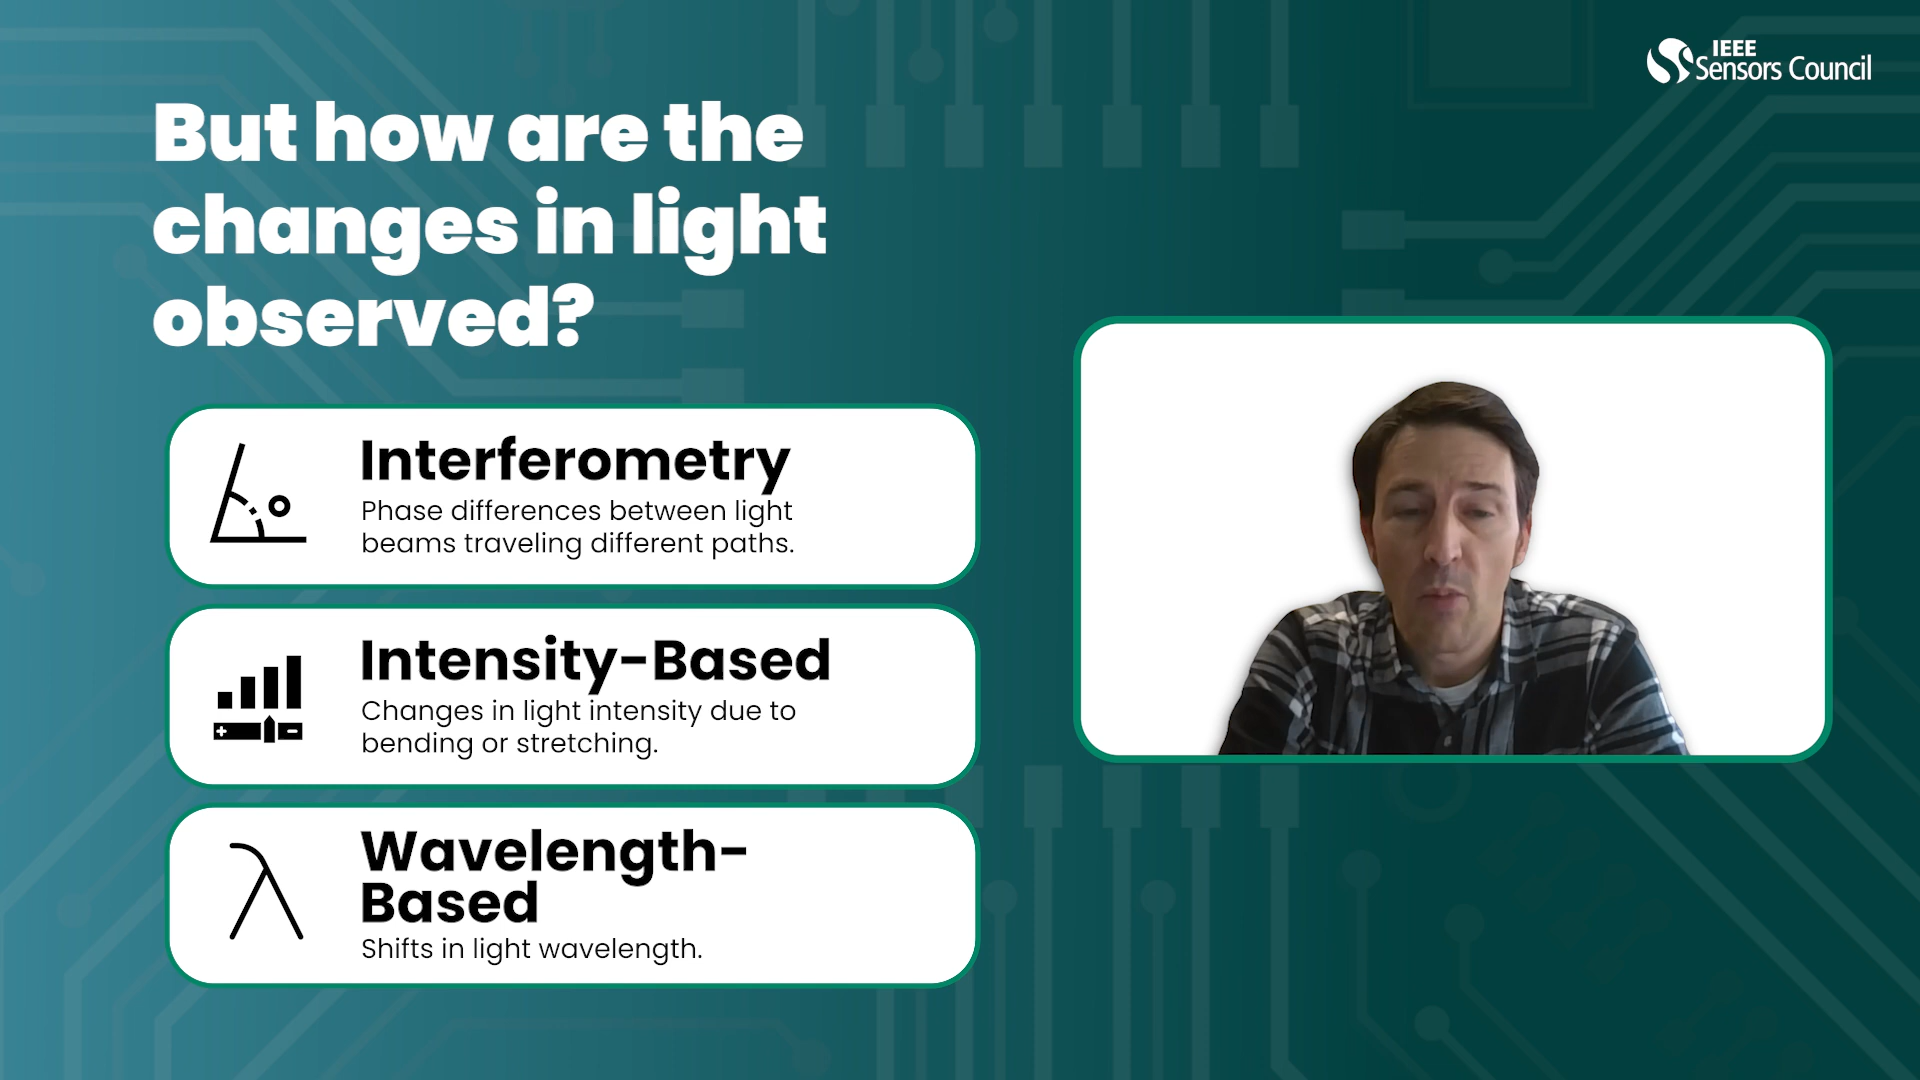 IEEE
Sensors Council
But how are the
changes in light
observed?
Interferometry
Phase differences between light
beams traveling different paths.
Intensity-Based
Changes in light intensity due to
bending or stretching.
Wavelength-
Based
Shifts in light wavelength.